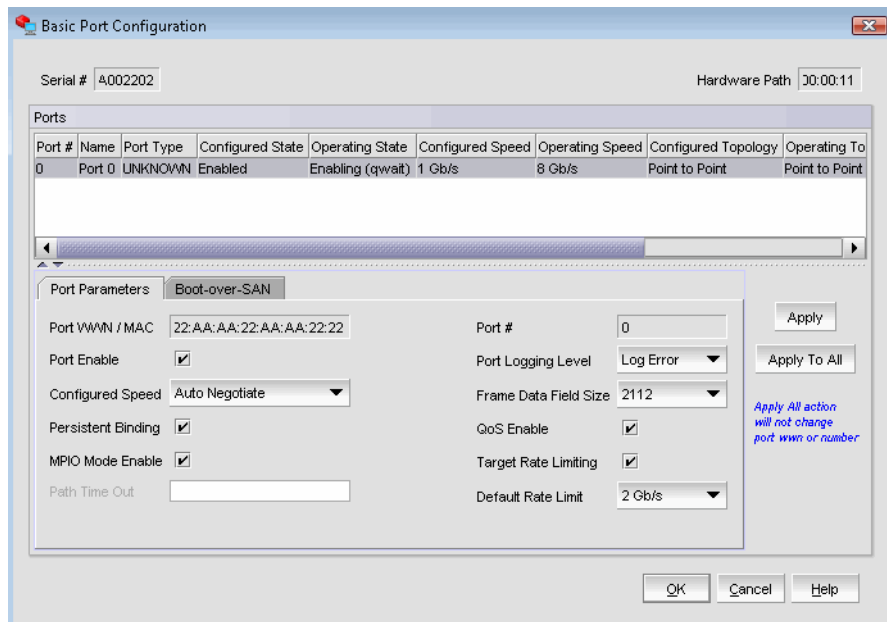 Basic Port Configuration
Serial # A002202 Hardware Path 00:00:11
Ports
Port # Name Port Type Configured State Operating State Configured Speed Operating Speed Configured Topology Operating To
0 Port 0 UNKNOWN Enabled Enabling (qwait) 1 Gb/s 8 Gb/s Point to Point Point to Point
Port Parameters Boot-over-SAN
Port WWN / MAC 22:AA:AA:22:AA:AA:22:22 Port # 0
Port Enable Port Logging Level Log Error
Configured Speed Auto Negotiate Frame Data Field Size 2112
Persistent Binding QoS Enable
MPIO Mode Enable Target Rate Limiting
Path Time Out Default Rate Limit 2 Gb/s
Apply
Apply To All
Apply All action
will not change
port wwn or number
OK Cancel Help